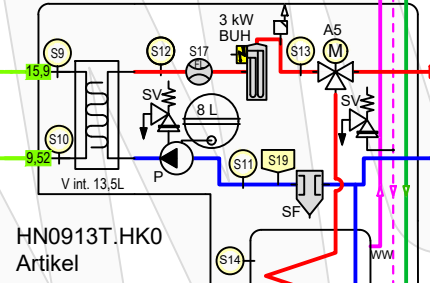 3 kW
BUH
A5
M
S9
S12
S17
S13
FL
15,9
SV
8 L
SV
S10
9,52
S11
S19
P
V int. 13,5L
SF
HN0913T.HK0
Artikel
S14
WW